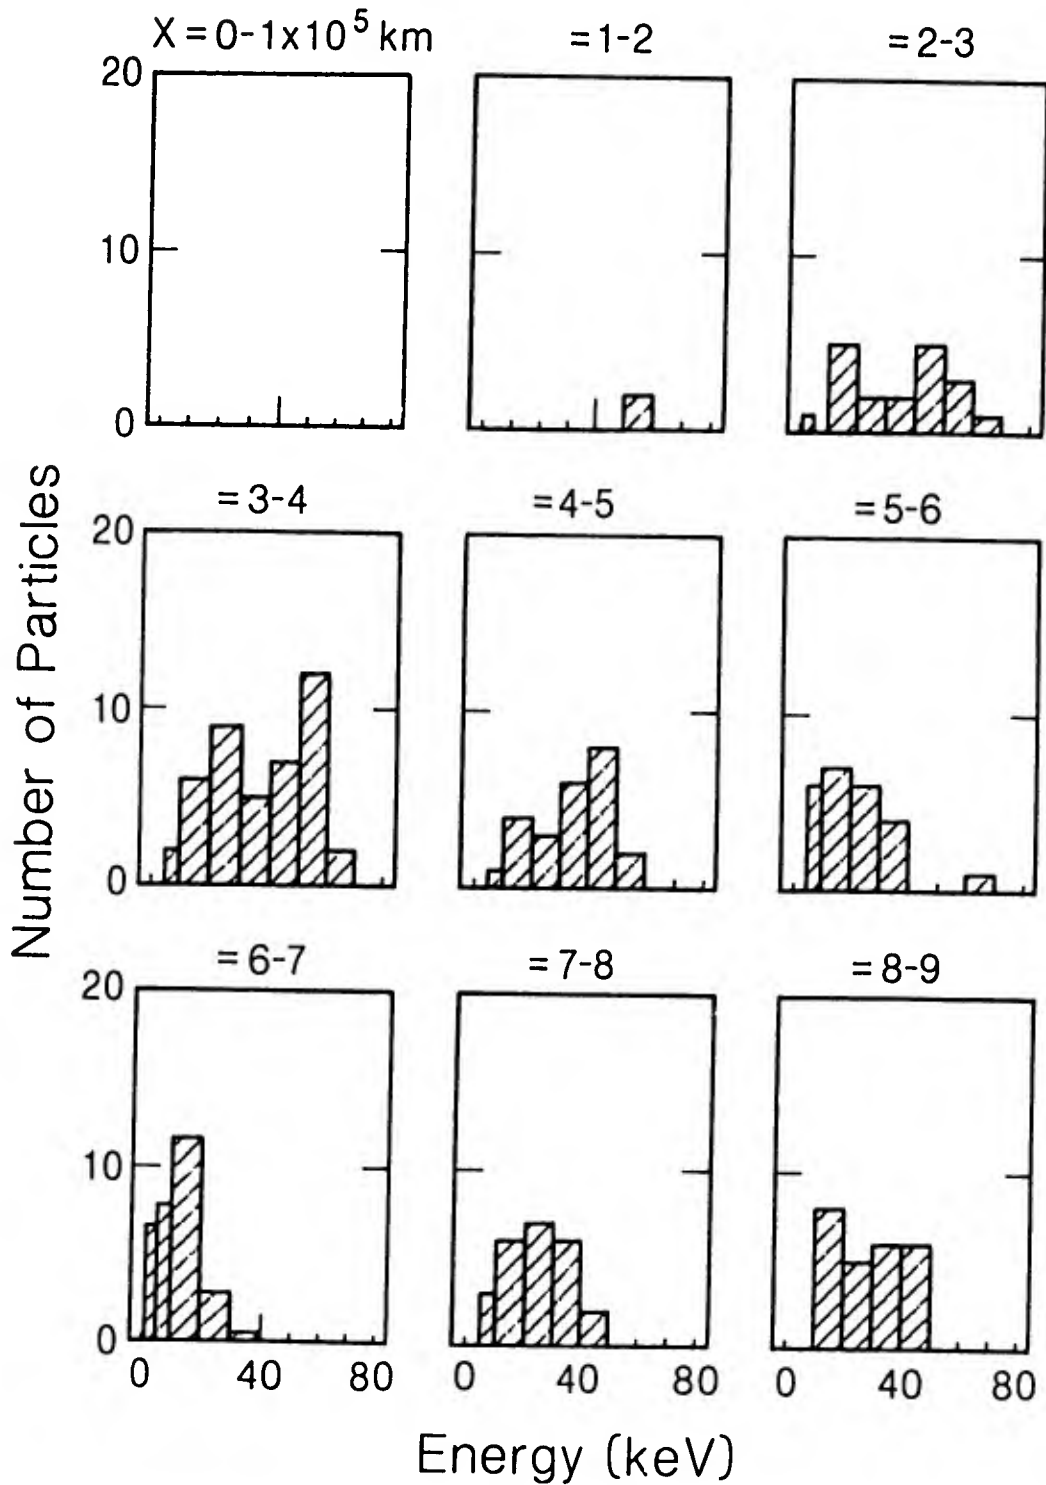 X = 0-1x10⁵ km
= 1-2
= 2-3
20
10
0
= 3-4
= 4-5
= 5-6
20
10
0
= 6-7
= 7-8
= 8-9
20
10
0
0 40 80
0 40 80
0 40 80
Number of Particles
Energy (keV)